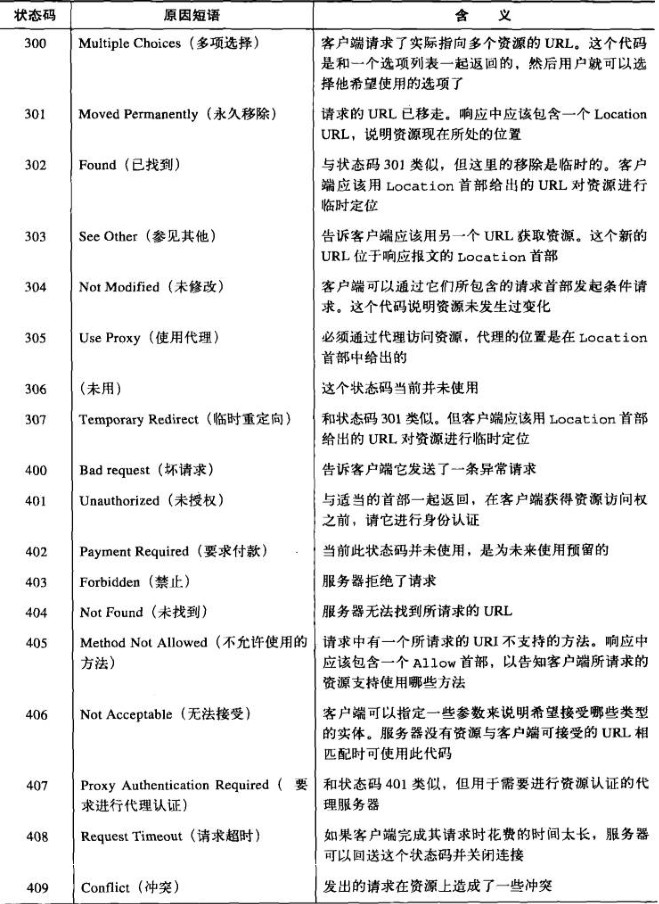 状态码 原因短语 含 义
300 Multiple Choices（多项选择） 客户端请求了实际指向多个资源的 URL。这个代码
是和一个选项列表一起返回的，然后用户就可以选
择他希望使用的选项了
301 Moved Permanently（永久移除） 请求的 URL 已移走。响应中应该包含一个 Location
URL，说明资源现在所处的位置
302 Found（已找到） 与状态码 301 类似，但这里的移除是临时的。客户
端应该用 Location 首部给出的 URL 对资源进行
临时定位
303 See Other（参见其他） 告诉客户端应该用另一个 URL 获取资源。这个新的
URL 位于响应报文的 Location 首部
304 Not Modified（未修改） 客户端可以通过它们所包含的请求首部发起条件请
求。这个代码说明资源未发生过变化
305 Use Proxy（使用代理） 必须通过代理访问资源，代理的位置是在 Location
首部中给出的
306 （未用） 这个状态码当前并未使用
307 Temporary Redirect（临时重定向） 和状态码 301 类似。但客户端应该用 Location 首部
给出的 URL 对资源进行临时定位
400 Bad request（坏请求） 告诉客户端它发送了一条异常请求
401 Unauthorized（未授权） 与适当的首部一起返回，在客户端获得资源访问权
之前，请它进行身份认证
402 Payment Required（要求付款） 当前此状态码并未使用，是为未来使用预留的
403 Forbidden（禁止） 服务器拒绝了请求
404 Not Found（未找到） 服务器无法找到所请求的 URL
405 Method Not Allowed（不允许使用的 请求中有一个所请求的 URI 不支持的方法。响应中
方法） 应该包含一个 Allow 首部，以告知客户端所请求的
资源支持使用哪些方法
406 Not Acceptable（无法接受） 客户端可以指定一些参数来说明希望接受哪些类型
的实体。服务器没有资源与客户端可接受的 URL 相
匹配时可使用此代码
407 Proxy Authentication Required（ 要 和状态码 401 类似，但用于需要进行资源认证的代
求进行代理认证） 理服务器
408 Request Timeout（请求超时） 如果客户端完成其请求时花费的时间太长，服务器
可以回送这个状态码并关闭连接
409 Conflict（冲突） 发出的请求在资源上造成了一些冲突